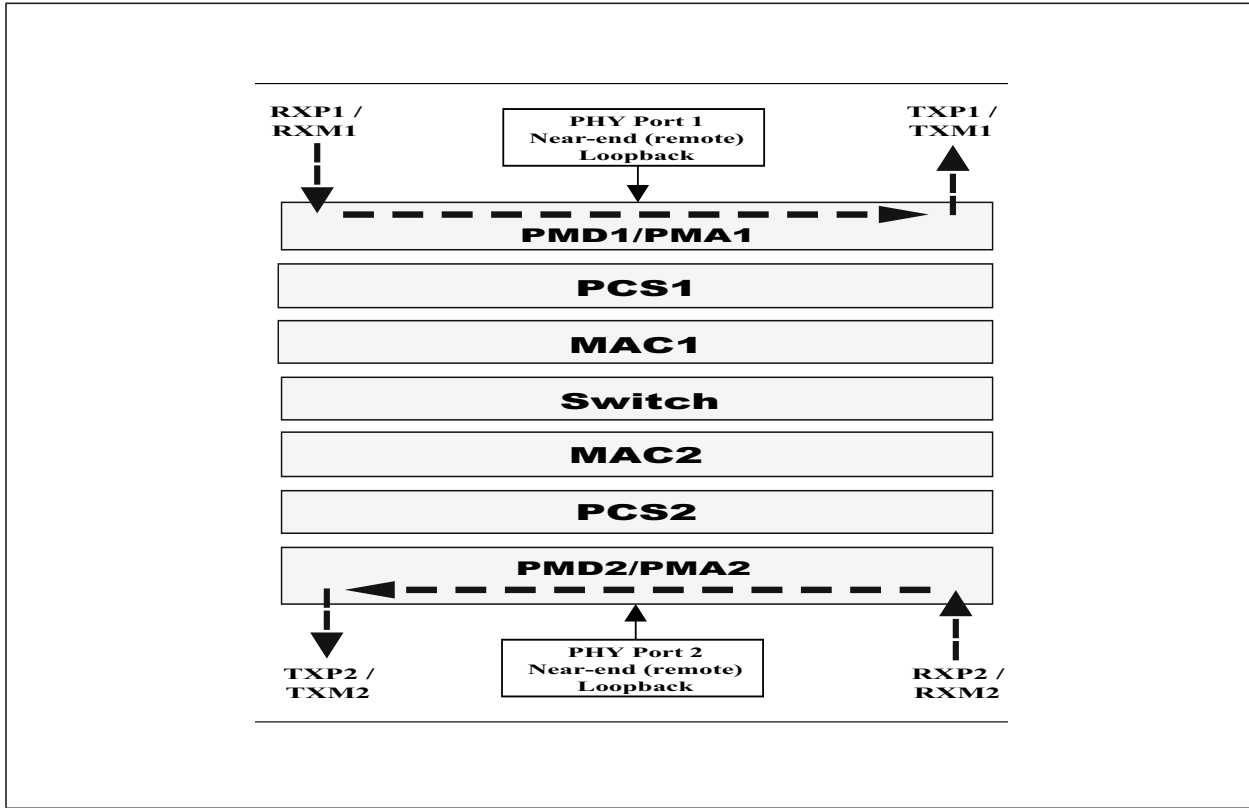 RXP1 /
RXM1
PHY Port 1
Near-end (remote)
Loopback
TXP1 /
TXM1
PMD1/PMA1
PCS1
MAC1
Switch
MAC2
PCS2
PMD2/PMA2
TXP2 /
TXM2
PHY Port 2
Near-end (remote)
Loopback
RXP2 /
RXM2